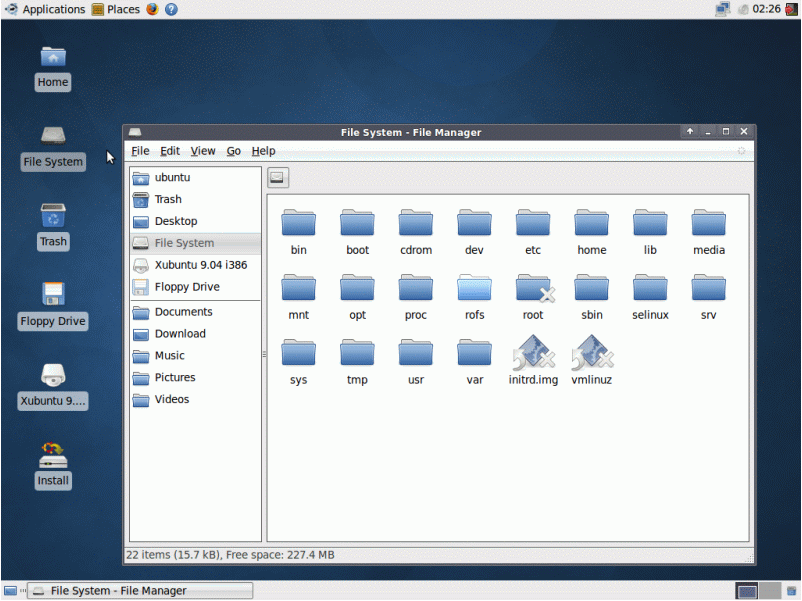 Applications Places 02:26
Home
File System
Trash
Floppy Drive
Xubuntu 9....
Install
File System - File Manager
File Edit View Go Help
ubuntu
Trash
Desktop
File System
Xubuntu 9.04 i386
Floppy Drive
Documents
Download
Music
Pictures
Videos
bin boot cdrom dev etc home lib media
mnt opt proc rofs root sbin selinux srv
sys tmp usr var initrd.img vmlinuz
22 items (15.7 kB), Free space: 227.4 MB
File System - File Manager